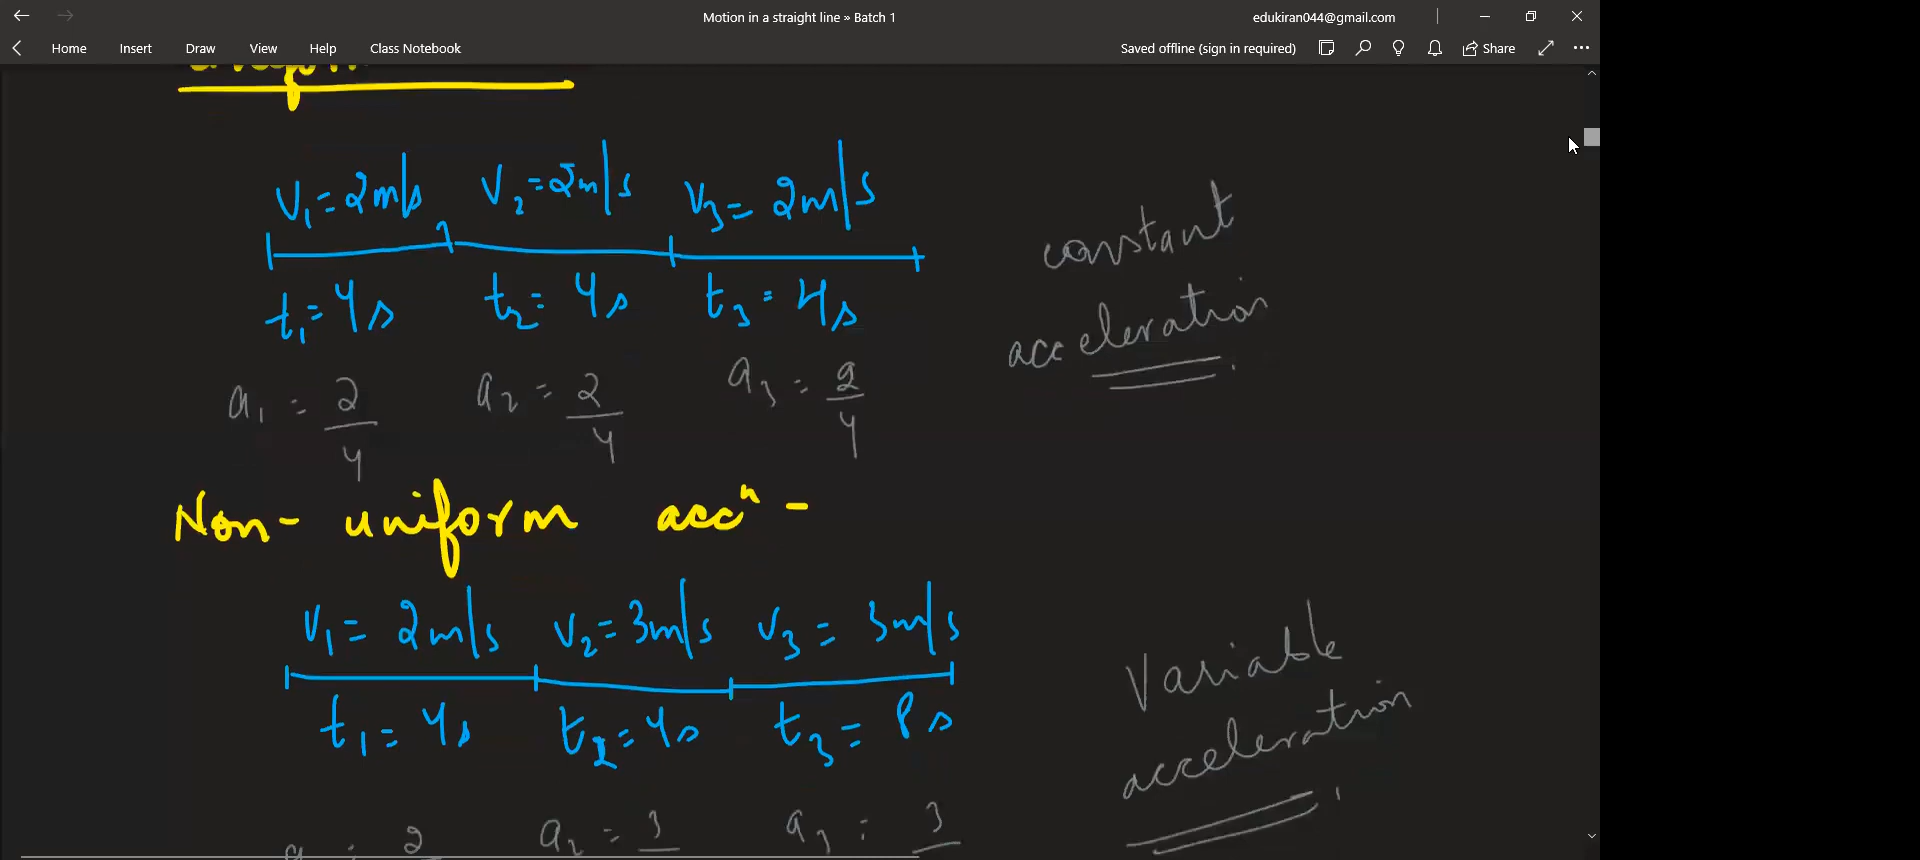 Motion in a straight line » Batch 1
edukiran044@gmail.com
Home Insert Draw View Help Class Notebook
Saved offline (sign in required) Share
V₁ = 2m/s V₂ = 2m/s V₃ = 2m/s
t₁ = 4s t₂ = 4s t₃ = 4s
constant
acceleration
a₁ = 2/4 a₂ = 2/4 a₃ = 2/4
Non-uniform accⁿ -
V₁ = 2m/s V₂ = 3m/s V₃ = 3m/s
t₁ = 4s t₂ = 4s t₃ = 8s
Variable
acceleration
a₂ = 3 a₃ = 3